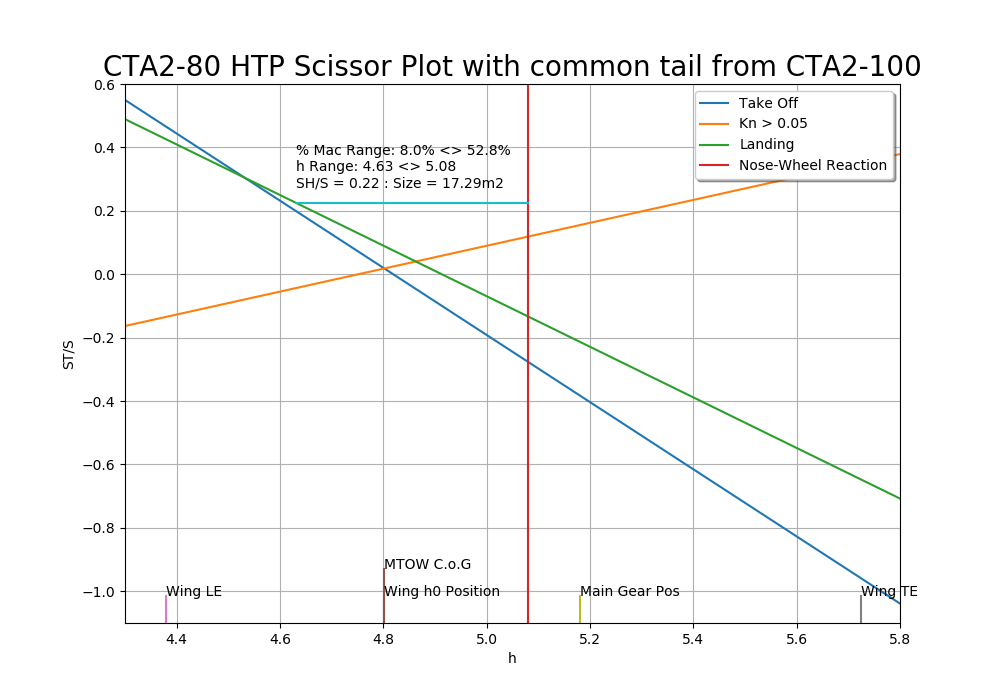 CTA2-80 HTP Scissor Plot with common tail from CTA2-100
0.6
0.4
0.2
0.0
−0.2
−0.4
−0.6
−0.8
−1.0
ST/S
Take Off
Kn > 0.05
Landing
Nose-Wheel Reaction
% Mac Range: 8.0% <> 52.8%
h Range: 4.63 <> 5.08
SH/S = 0.22 : Size = 17.29m2
MTOW C.o.G
Wing LE
Wing h0 Position
Main Gear Pos
Wing TE
4.4
4.6
4.8
5.0
5.2
5.4
5.6
5.8
h